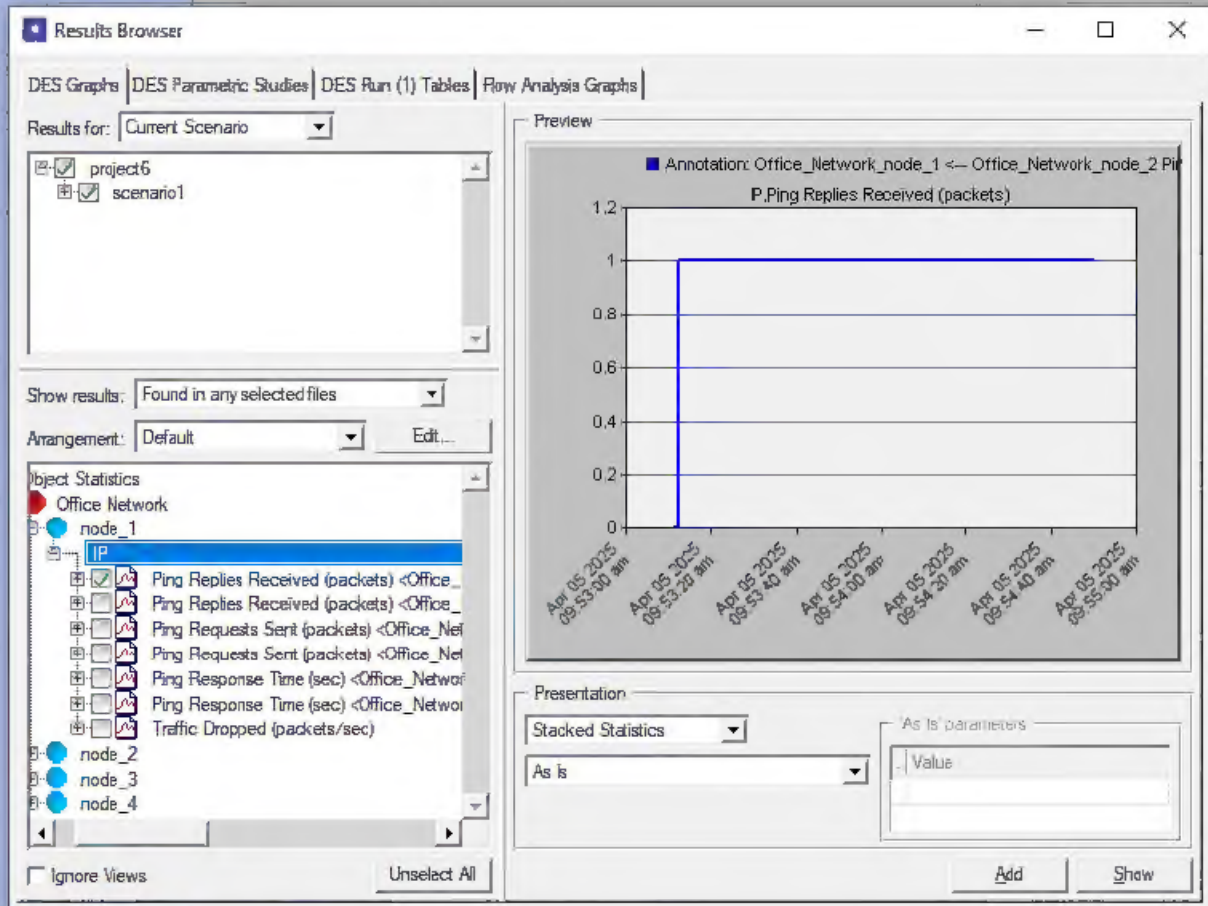 Results Browser
DES Graphs DES Parametric Studies DES Run (1) Tables Flow Analysis Graphs
Results for: Current Scenario
project6
scenario1
Show results: Found in any selected files
Arrangement: Default Edit...
Object Statistics
Office Network
node_1
IP
Ping Replies Received (packets) <Office_
Ping Replies Received (packets) <Office_
Ping Requests Sent (packets) <Office_Net
Ping Requests Sent (packets) <Office_Net
Ping Response Time (sec) <Office_Networ
Ping Response Time (sec) <Office_Networ
Traffic Dropped (packets/sec)
node_2
node_3
node_4
Ignore Views Unselect All
Preview
Annotation: Office_Network_node_1 <-- Office_Network_node_2 Pin
IP.Ping Replies Received (packets)
1.2
1
0.8
0.6
0.4
0.2
0
Apr 05 2025
09:53:00 am
Apr 05 2025
09:53:20 am
Apr 05 2025
09:53:40 am
Apr 05 2025
09:54:00 am
Apr 05 2025
09:54:20 am
Apr 05 2025
09:54:40 am
Apr 05 2025
09:55:00 am
Presentation
Stacked Statistics
As Is
'As Is' parameters
Value
Add Show